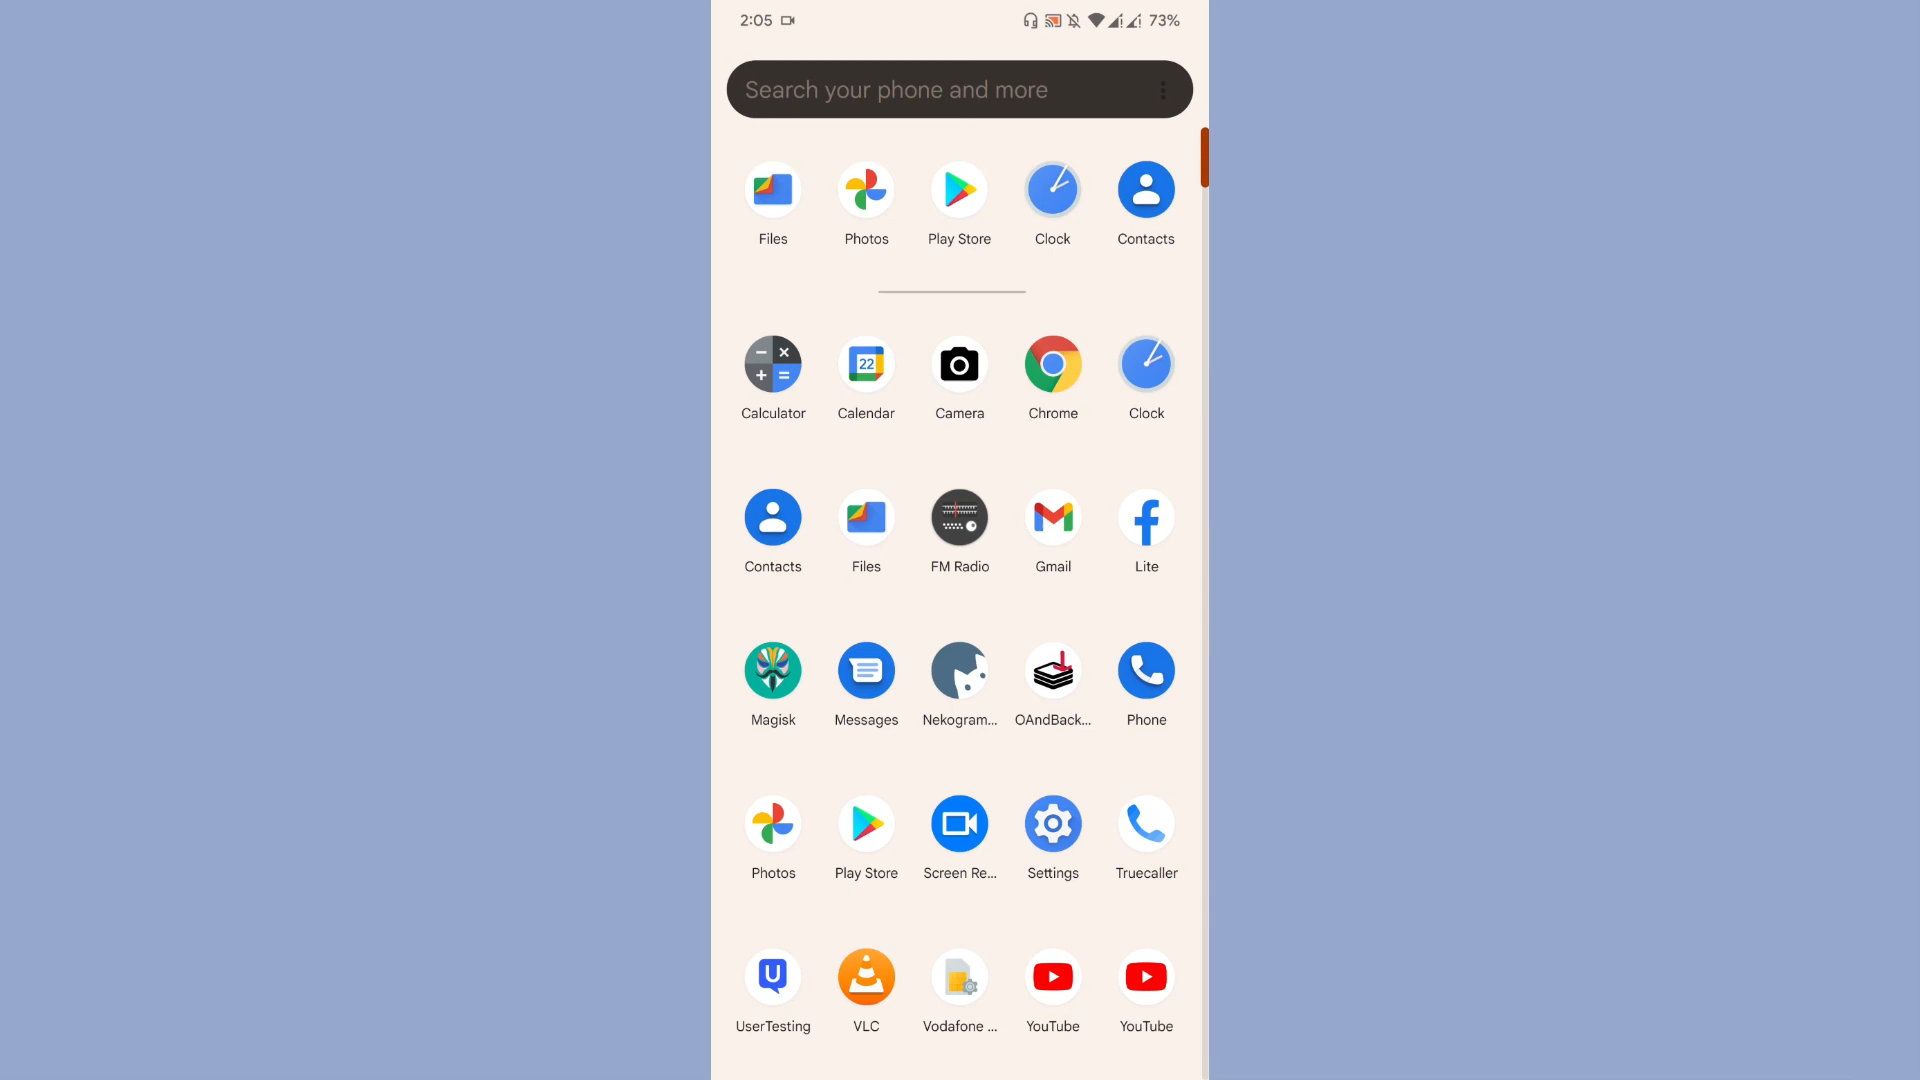 2:05 73%
Search your phone and more
Files Photos Play Store Clock Contacts
22
Calculator Calendar Camera Chrome Clock
Contacts Files FM Radio Gmail Lite
Magisk Messages Nekogram... OAndBack... Phone
Photos Play Store Screen Re... Settings Truecaller
U
UserTesting VLC Vodafone ... YouTube YouTube